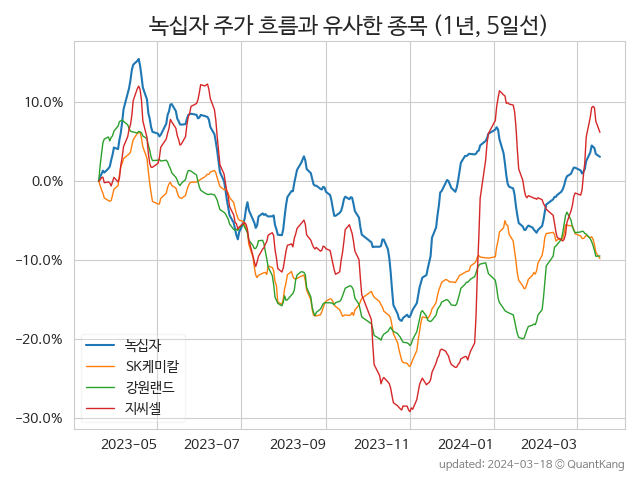 녹십자 주가 흐름과 유사한 종목 (1년, 5일선)
10.0%
0.0%
−10.0%
−20.0%
−30.0%
녹십자
SK케미칼
강원랜드
지씨셀
2023−05 2023−07 2023−09 2023−11 2024−01 2024−03
updated: 2024-03-18 © QuantKang